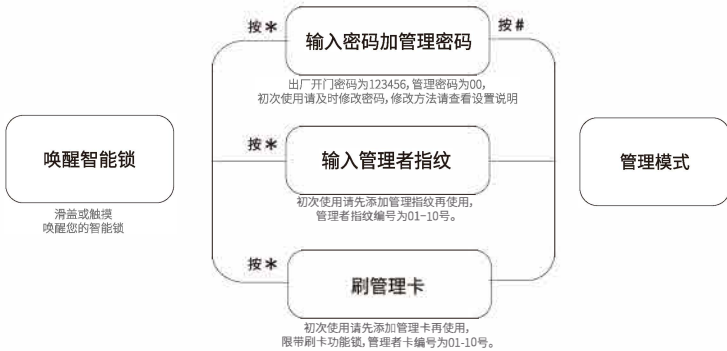 唤醒智能锁
滑盖或触摸
唤醒您的智能锁
按*
输入密码加管理密码
按#
出厂开门密码为123456,管理密码为00,
初次使用请及时修改密码,修改方法请查看设置说明
按*
输入管理者指纹
初次使用请先添加管理指纹再使用,
管理者指纹编号为01-10号。
按*
刷管理卡
初次使用请先添加管理卡再使用,
限带刷卡功能锁,管理者卡编号为01-10号。
管理模式